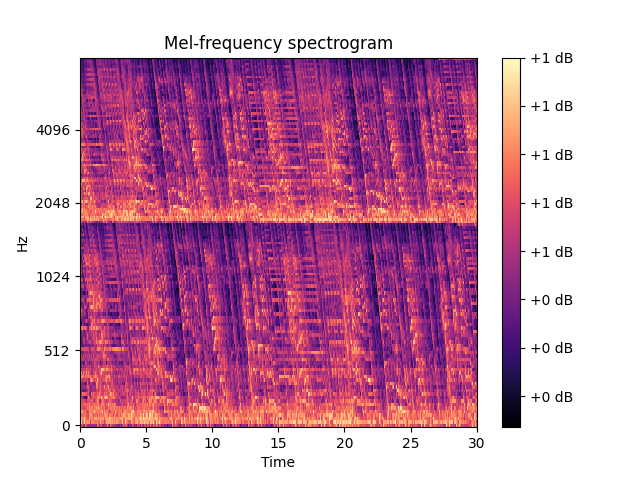 Mel-frequency spectrogram
Hz
4096
2048
1024
512
0
0 5 10 15 20 25 30
Time
+1 dB
+1 dB
+1 dB
+1 dB
+1 dB
+0 dB
+0 dB
+0 dB